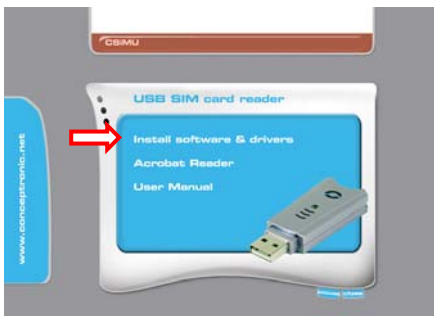 CSIMU
USB SIM card reader
Install software & drivers
Acrobat Reader
User Manual
www.conceptronic.net